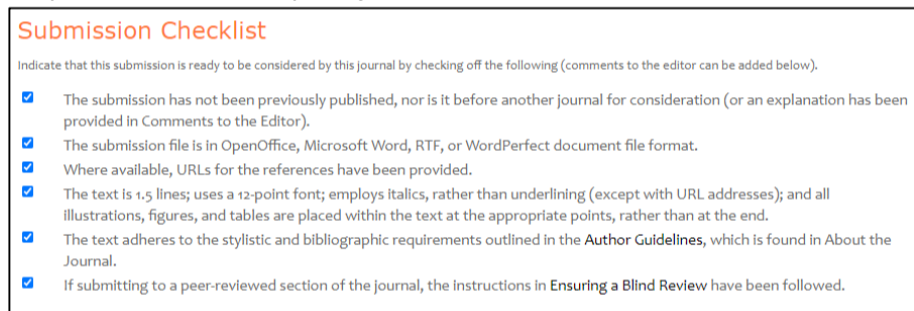 Submission Checklist
Indicate that this submission is ready to be considered by this journal by checking off the following (comments to the editor can be added below).
The submission has not been previously published, nor is it before another journal for consideration (or an explanation has been
provided in Comments to the Editor).
The submission file is in OpenOffice, Microsoft Word, RTF, or WordPerfect document file format.
Where available, URLs for the references have been provided.
The text is 1.5 lines; uses a 12-point font; employs italics, rather than underlining (except with URL addresses); and all
illustrations, figures, and tables are placed within the text at the appropriate points, rather than at the end.
The text adheres to the stylistic and bibliographic requirements outlined in the Author Guidelines, which is found in About the
Journal.
If submitting to a peer-reviewed section of the journal, the instructions in Ensuring a Blind Review have been followed.